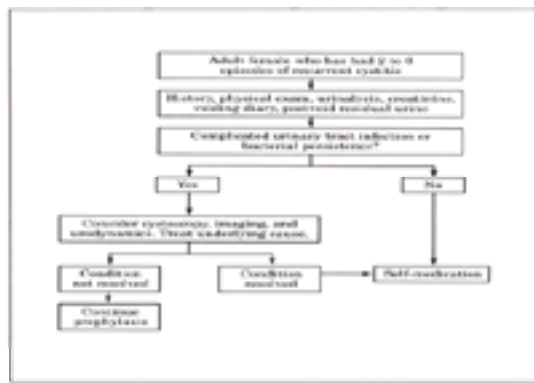 Adult female who has had 2 to
episodes of recurrent cystitis
History, physical exam, urinalysis, creatinine,
voiding diary, postvoid residual urine
Complicated urinary tract infection or
bacterial persistence?
Yes
No
Consider cystoscopy, imaging, and
urodynamics. Treat underlying cause.
Condition
not resolved
Condition
resolved
Self-medication
Continue
prophylaxis